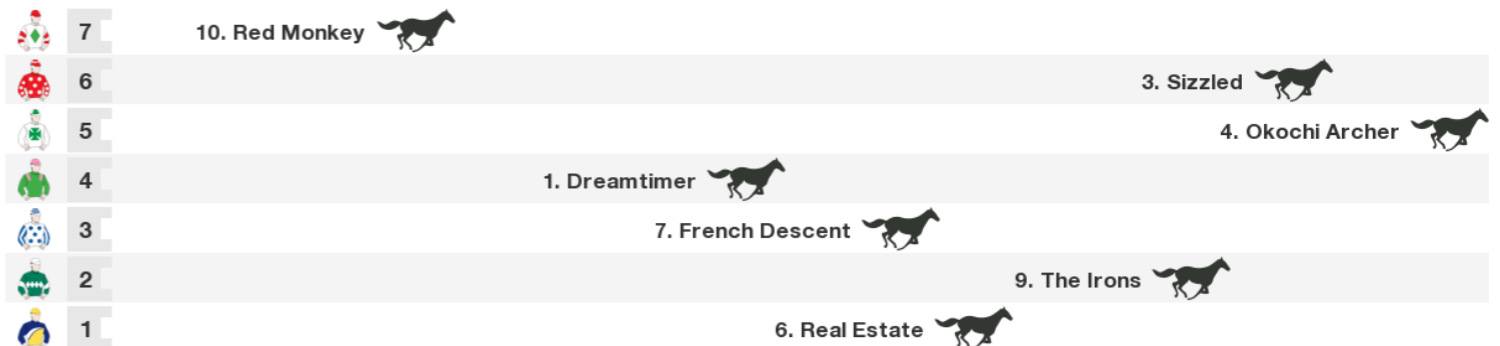 7 10. Red Monkey
6 3. Sizzled
5 4. Okochi Archer
4 1. Dreamtimer
3 7. French Descent
2 9. The Irons
1 6. Real Estate